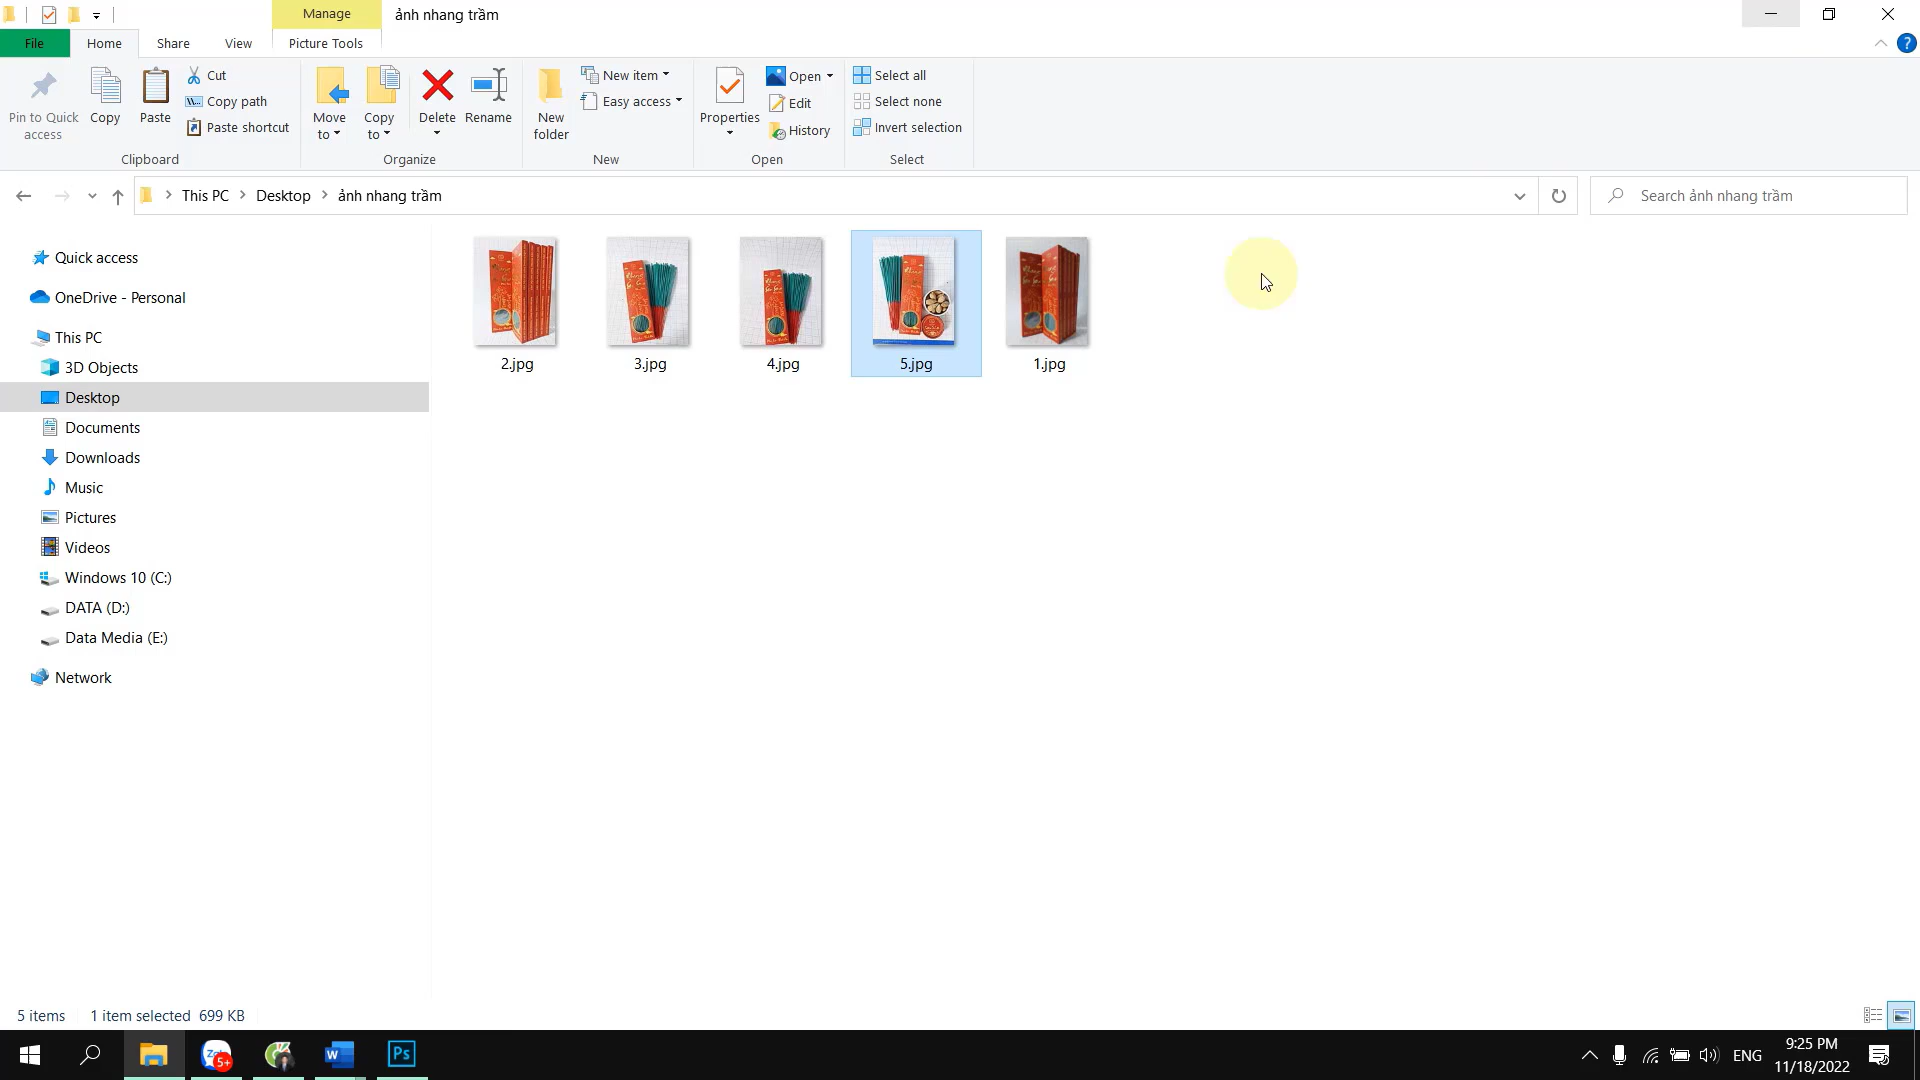 Manage
ảnh nhang trầm
File
Home
Share
View
Picture Tools
Pin to Quick access
Copy
Paste
Cut
Copy path
Paste shortcut
Clipboard
Move to
Copy to
Delete
Rename
Organize
New folder
New item
Easy access
New
Properties
Open
Edit
History
Open
Select all
Select none
Invert selection
Select
This PC
Desktop
ảnh nhang trầm
Search ảnh nhang trầm
Quick access
OneDrive - Personal
This PC
3D Objects
Desktop
Documents
Downloads
Music
Pictures
Videos
Windows 10 (C:)
DATA (D:)
Data Media (E:)
Network
2.jpg
3.jpg
4.jpg
5.jpg
1.jpg
5 items
1 item selected 699 KB
5+
W
Ps
ENG
9:25 PM
11/18/2022